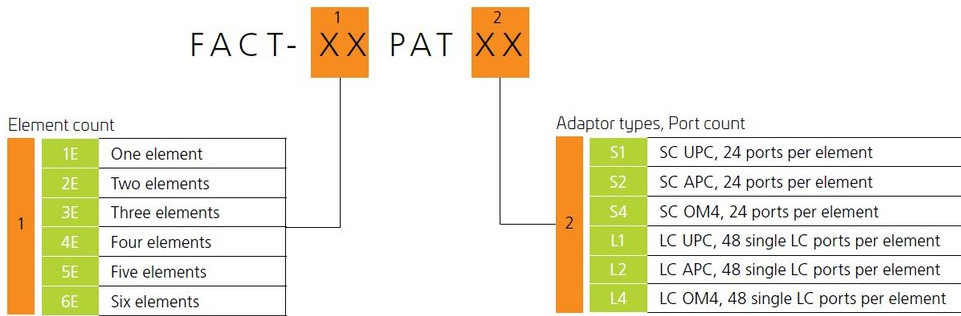 1 2
FACT- XX PAT XX
Element count
1
1E One element
2E Two elements
3E Three elements
4E Four elements
5E Five elements
6E Six elements
Adaptor types, Port count
2
S1 SC UPC, 24 ports per element
S2 SC APC, 24 ports per element
S4 SC OM4, 24 ports per element
L1 LC UPC, 48 single LC ports per element
L2 LC APC, 48 single LC ports per element
L4 LC OM4, 48 single LC ports per element